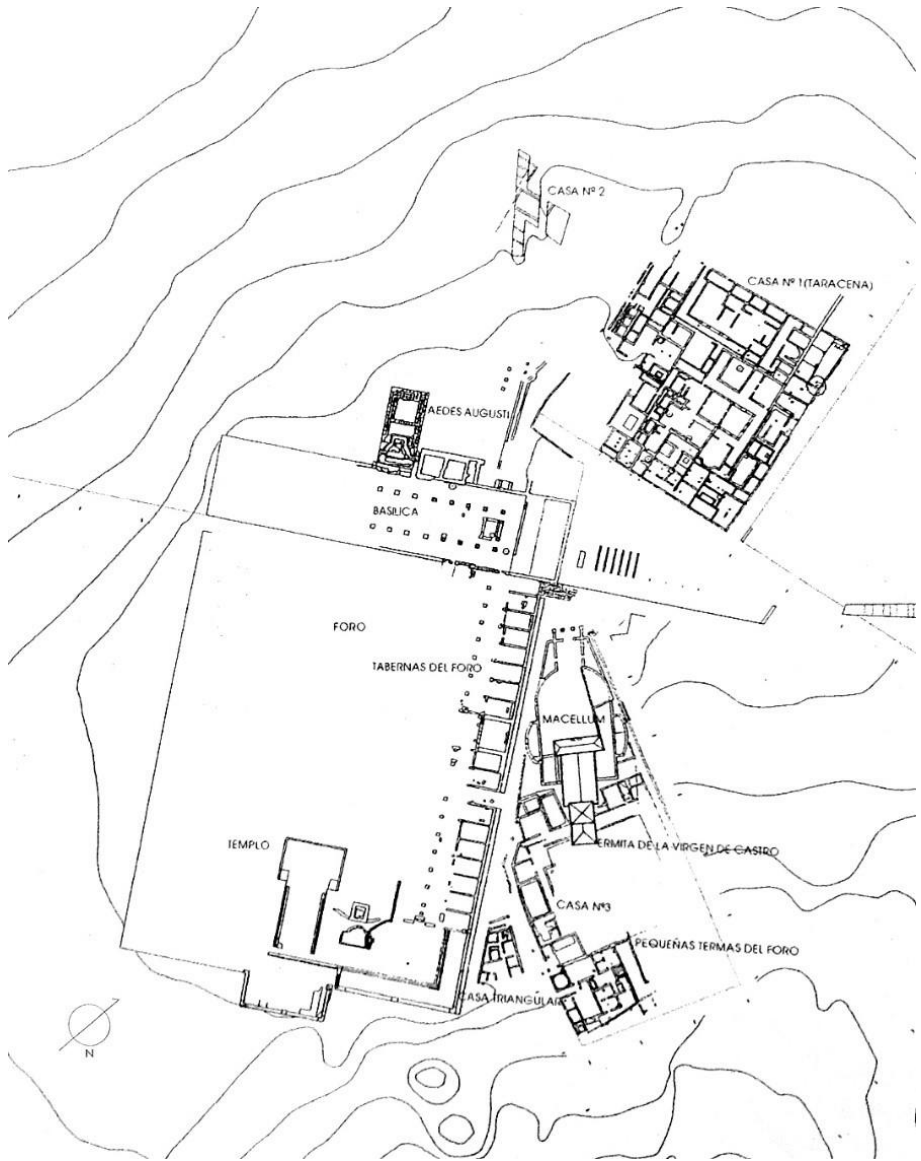 CASA Nº 2
CASA Nº 1(TARACENA)
AEDES AUGUSTI
BASILICA
FORO
TABERNAS DEL FORO
MACELLUM
TEMPLO
ERMITA DE LA VIRGEN DE CASTRO
CASA Nº3
PEQUEÑAS TERMAS DEL FORO
CASA TRIANGULAR
N